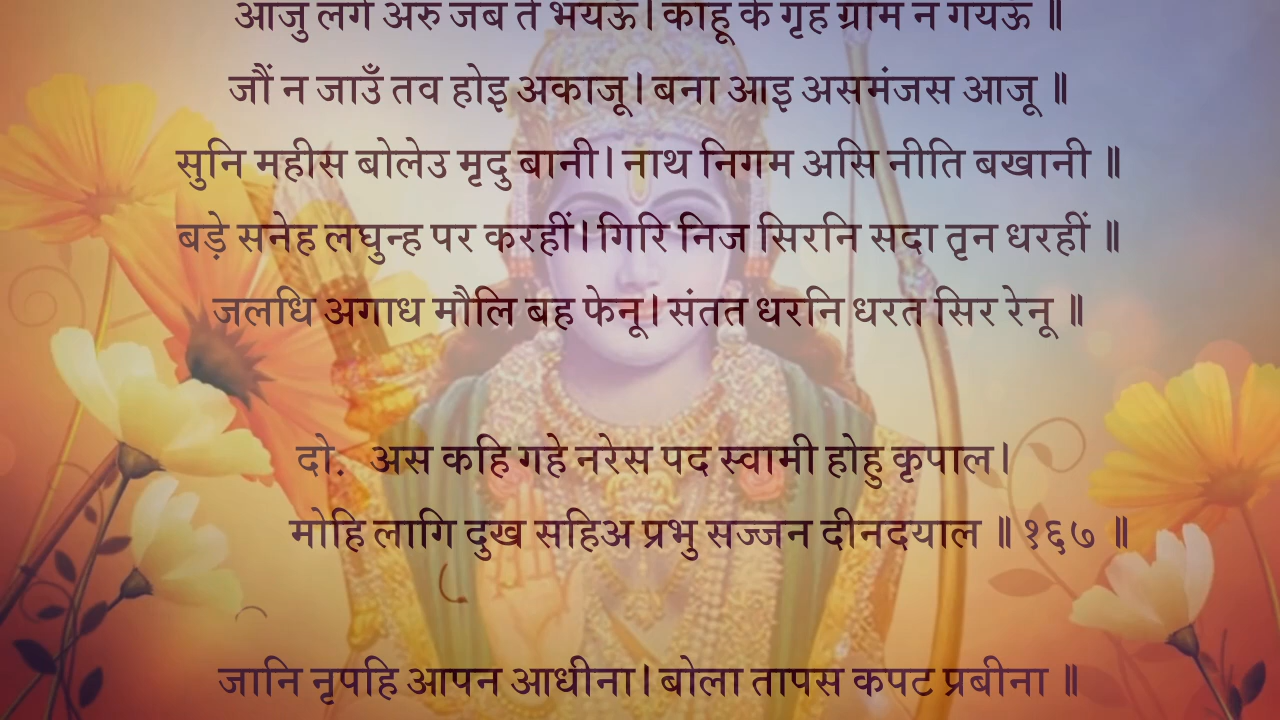 आजु लगें अरु जब तें भयऊँ। काहू के गृह ग्राम न गयऊँ ॥
जौं न जाउँ तव होइ अकाजू। बना आइ असमंजस आजू ॥
सुनि महीस बोलेउ मृदु बानी। नाथ निगम असि नीति बखानी ॥
बड़े सनेह लघुन्ह पर करहीं। गिरि निज सिरनि सदा तृन धरहीं ॥
जलधि अगाध मौलि बह फेनू। संतत धरनि धरत सिर रेनू ॥
दो. अस कहि गहे नरेस पद स्वामी होहु कृपाल।
मोहि लागि दुख सहिअ प्रभु सज्जन दीनदयाल ॥ १६७ ॥
जानि नृपहि आपन आधीना। बोला तापस कपट प्रबीना ॥